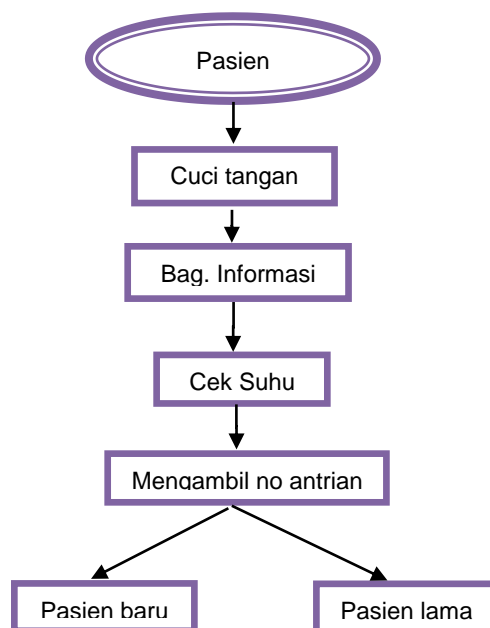 Pasien
Cuci tangan
Bag. Informasi
Cek Suhu
Mengambil no antrian
Pasien baru
Pasien lama